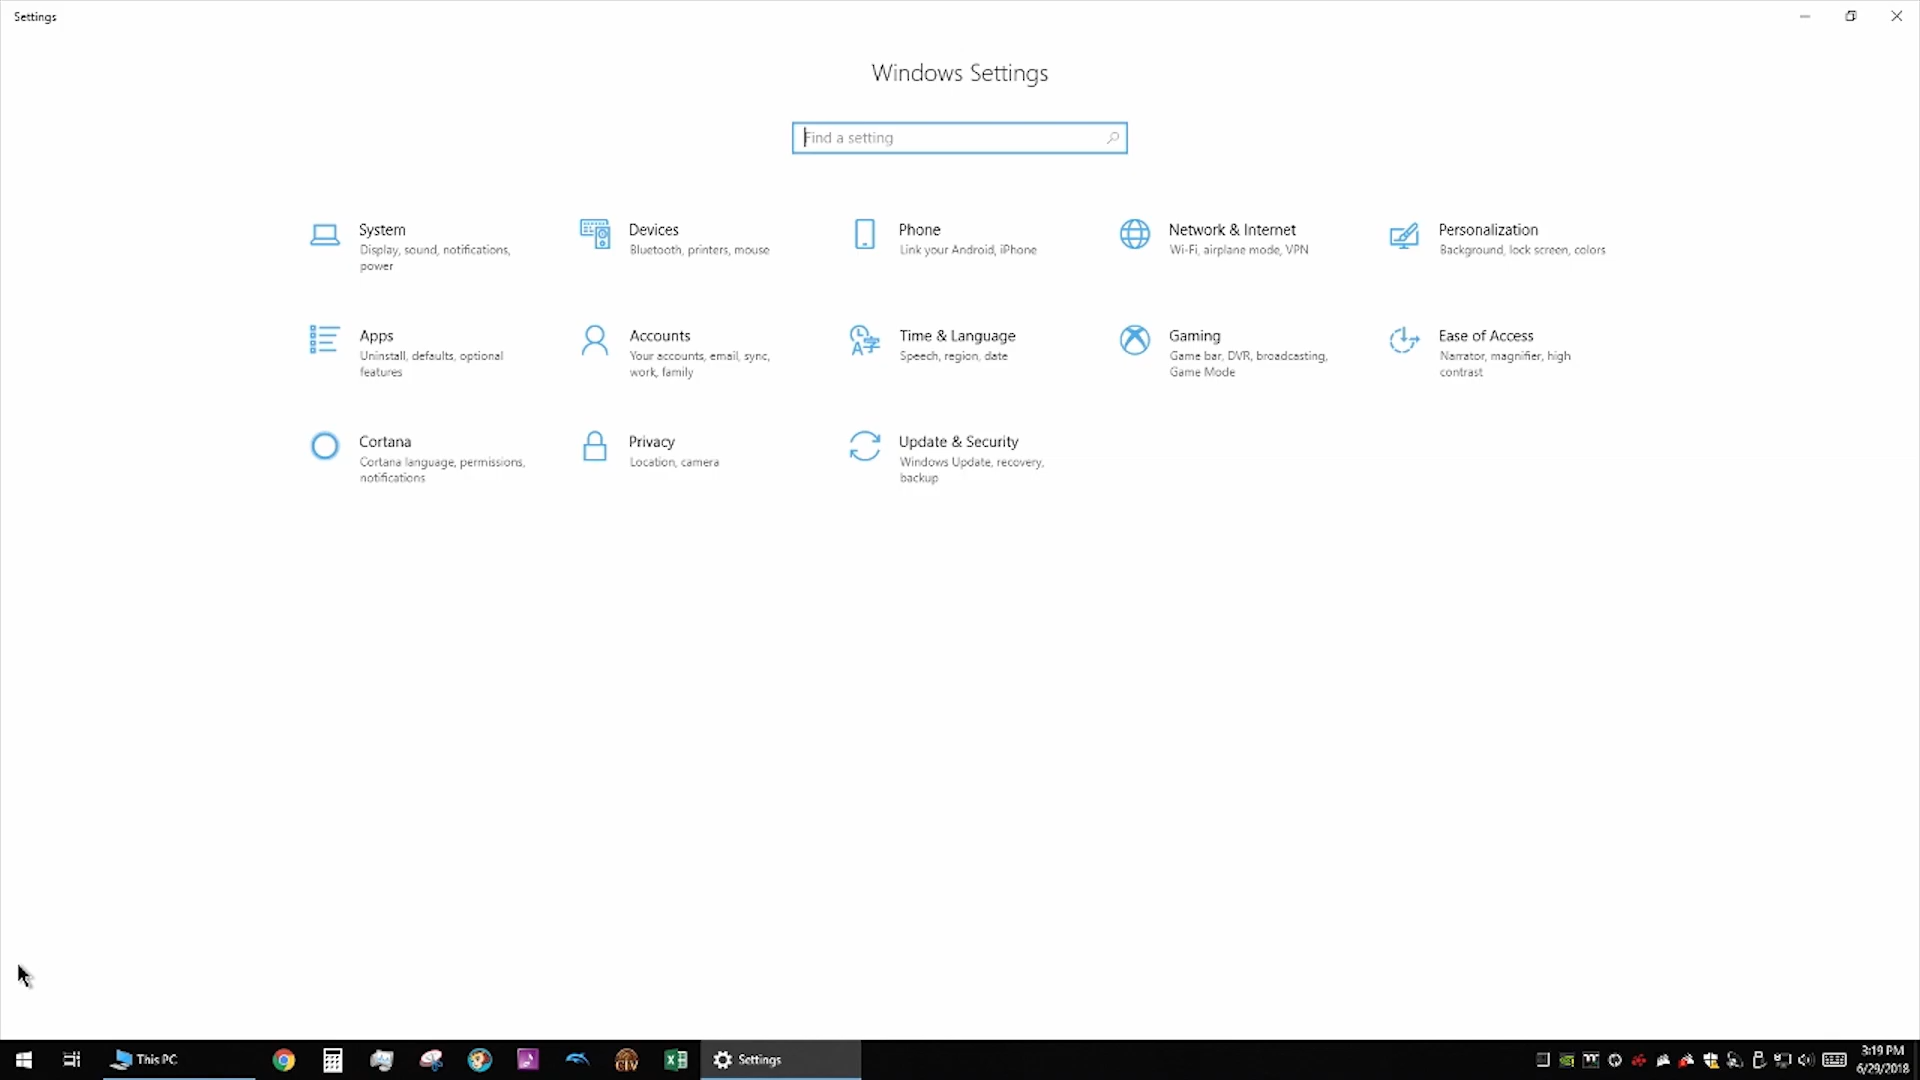 Settings
Windows Settings
Find a setting
System
Display, sound, notifications,
power
Devices
Bluetooth, printers, mouse
Phone
Link your Android, iPhone
Network & Internet
Wi-Fi, airplane mode, VPN
Personalization
Background, lock screen, colors
Apps
Uninstall, defaults, optional
features
Accounts
Your accounts, email, sync,
work, family
Time & Language
Speech, region, date
Gaming
Game bar, DVR, broadcasting,
Game Mode
Ease of Access
Narrator, magnifier, high
contrast
Cortana
Cortana language, permissions,
notifications
Privacy
Location, camera
Update & Security
Windows Update, recovery,
backup
This PC
CIV
Settings
3:19 PM
6/29/2018